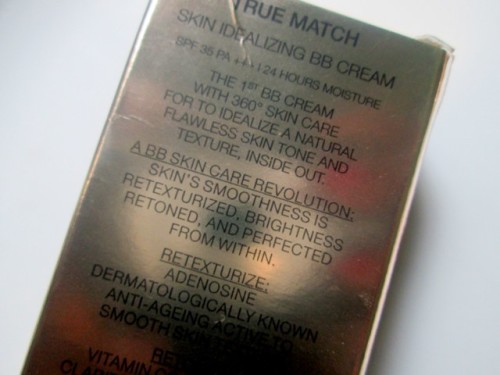 TRUE MATCH
SKIN IDEALIZING BB CREAM
SPF 35 PA +++ 24 HOURS MOISTURE
THE 1ST BB CREAM
WITH 360° SKIN CARE
FOR TO IDEALIZE A NATURAL
FLAWLESS SKIN TONE AND
TEXTURE, INSIDE OUT.
A BB SKIN CARE REVOLUTION:
SKIN'S SMOOTHNESS IS
RETEXTURIZED, BRIGHTNESS
RETONED, AND PERFECTED
FROM WITHIN.
RETEXTURIZE:
ADENOSINE
DERMATOLOGICALLY KNOWN
ANTI-AGEING ACTIVE TO
SMOOTH SKIN
VITAMIN C